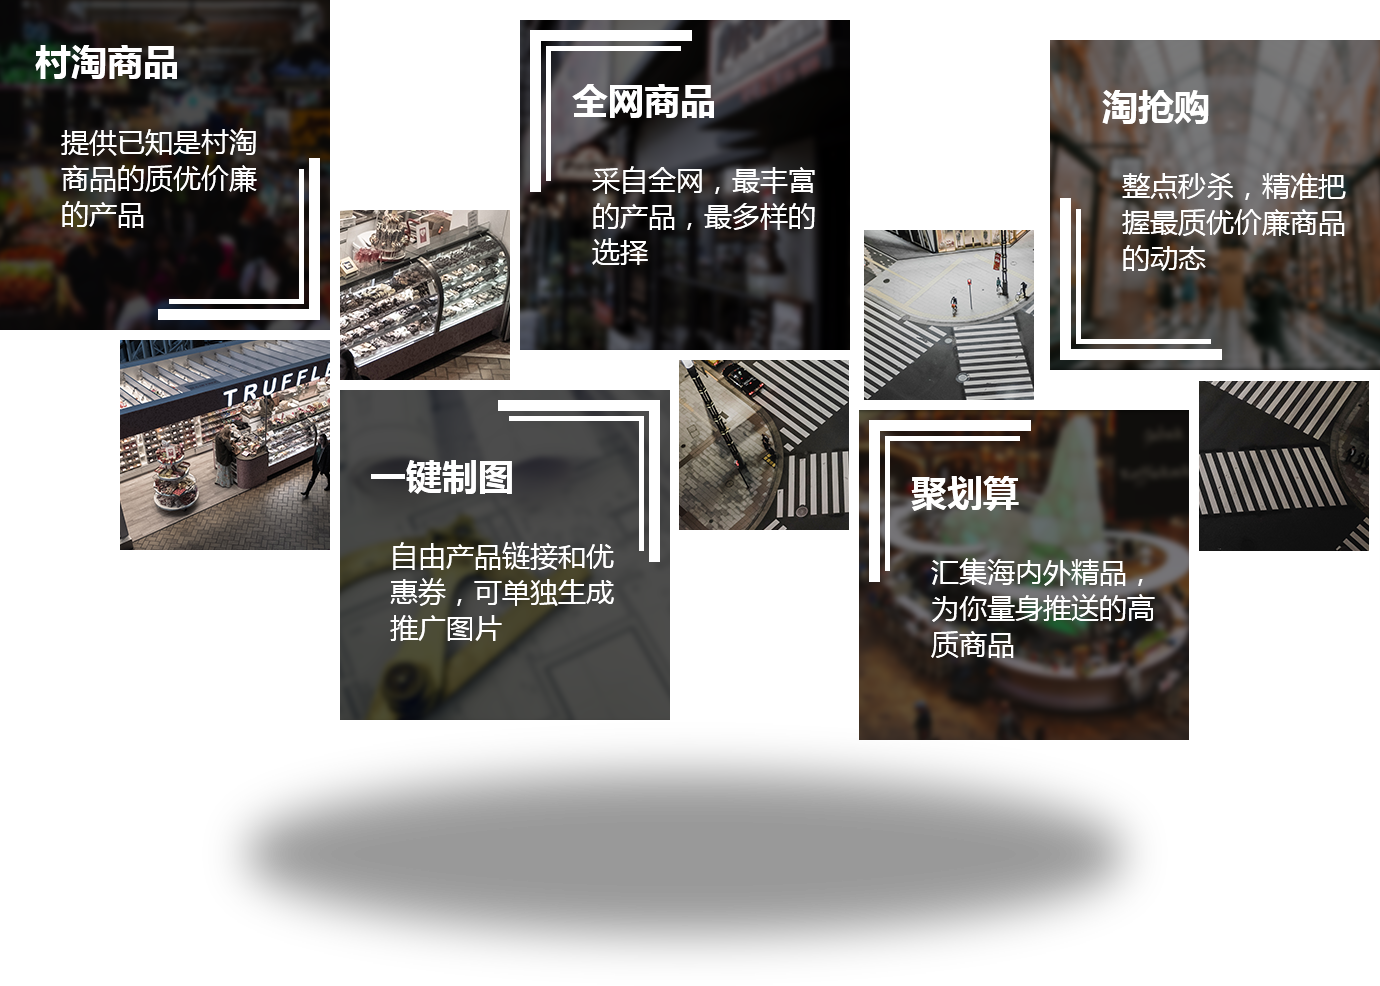 村淘商品
提供已知是村淘
商品的质优价廉
的产品
全网商品
采自全网，最丰富
的产品，最多样的
选择
淘抢购
整点秒杀，精准把
握最质优价廉商品
的动态
TRUFFLE
一键制图
自由产品链接和优
惠券，可单独生成
推广图片
聚划算
汇集海内外精品，
为你量身推送的高
质商品